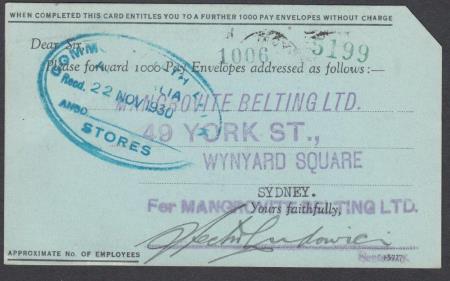 WHEN COMPLETED THIS CARD ENTITLES YOU TO A FURTHER 1000 PAY ENVELOPES WITHOUT CHARGE
Dear Sir,
1006 5199
Please forward 1000 Pay Envelopes addressed as follows:—
Recd. 22 NOV 1930
STORES
MANGROVITE BELTING LTD.
49 YORK ST.,
WYNYARD SQUARE
SYDNEY.
Yours faithfully,
For MANGROVITE BELTING LTD.
APPROXIMATE NO. OF EMPLOYEES